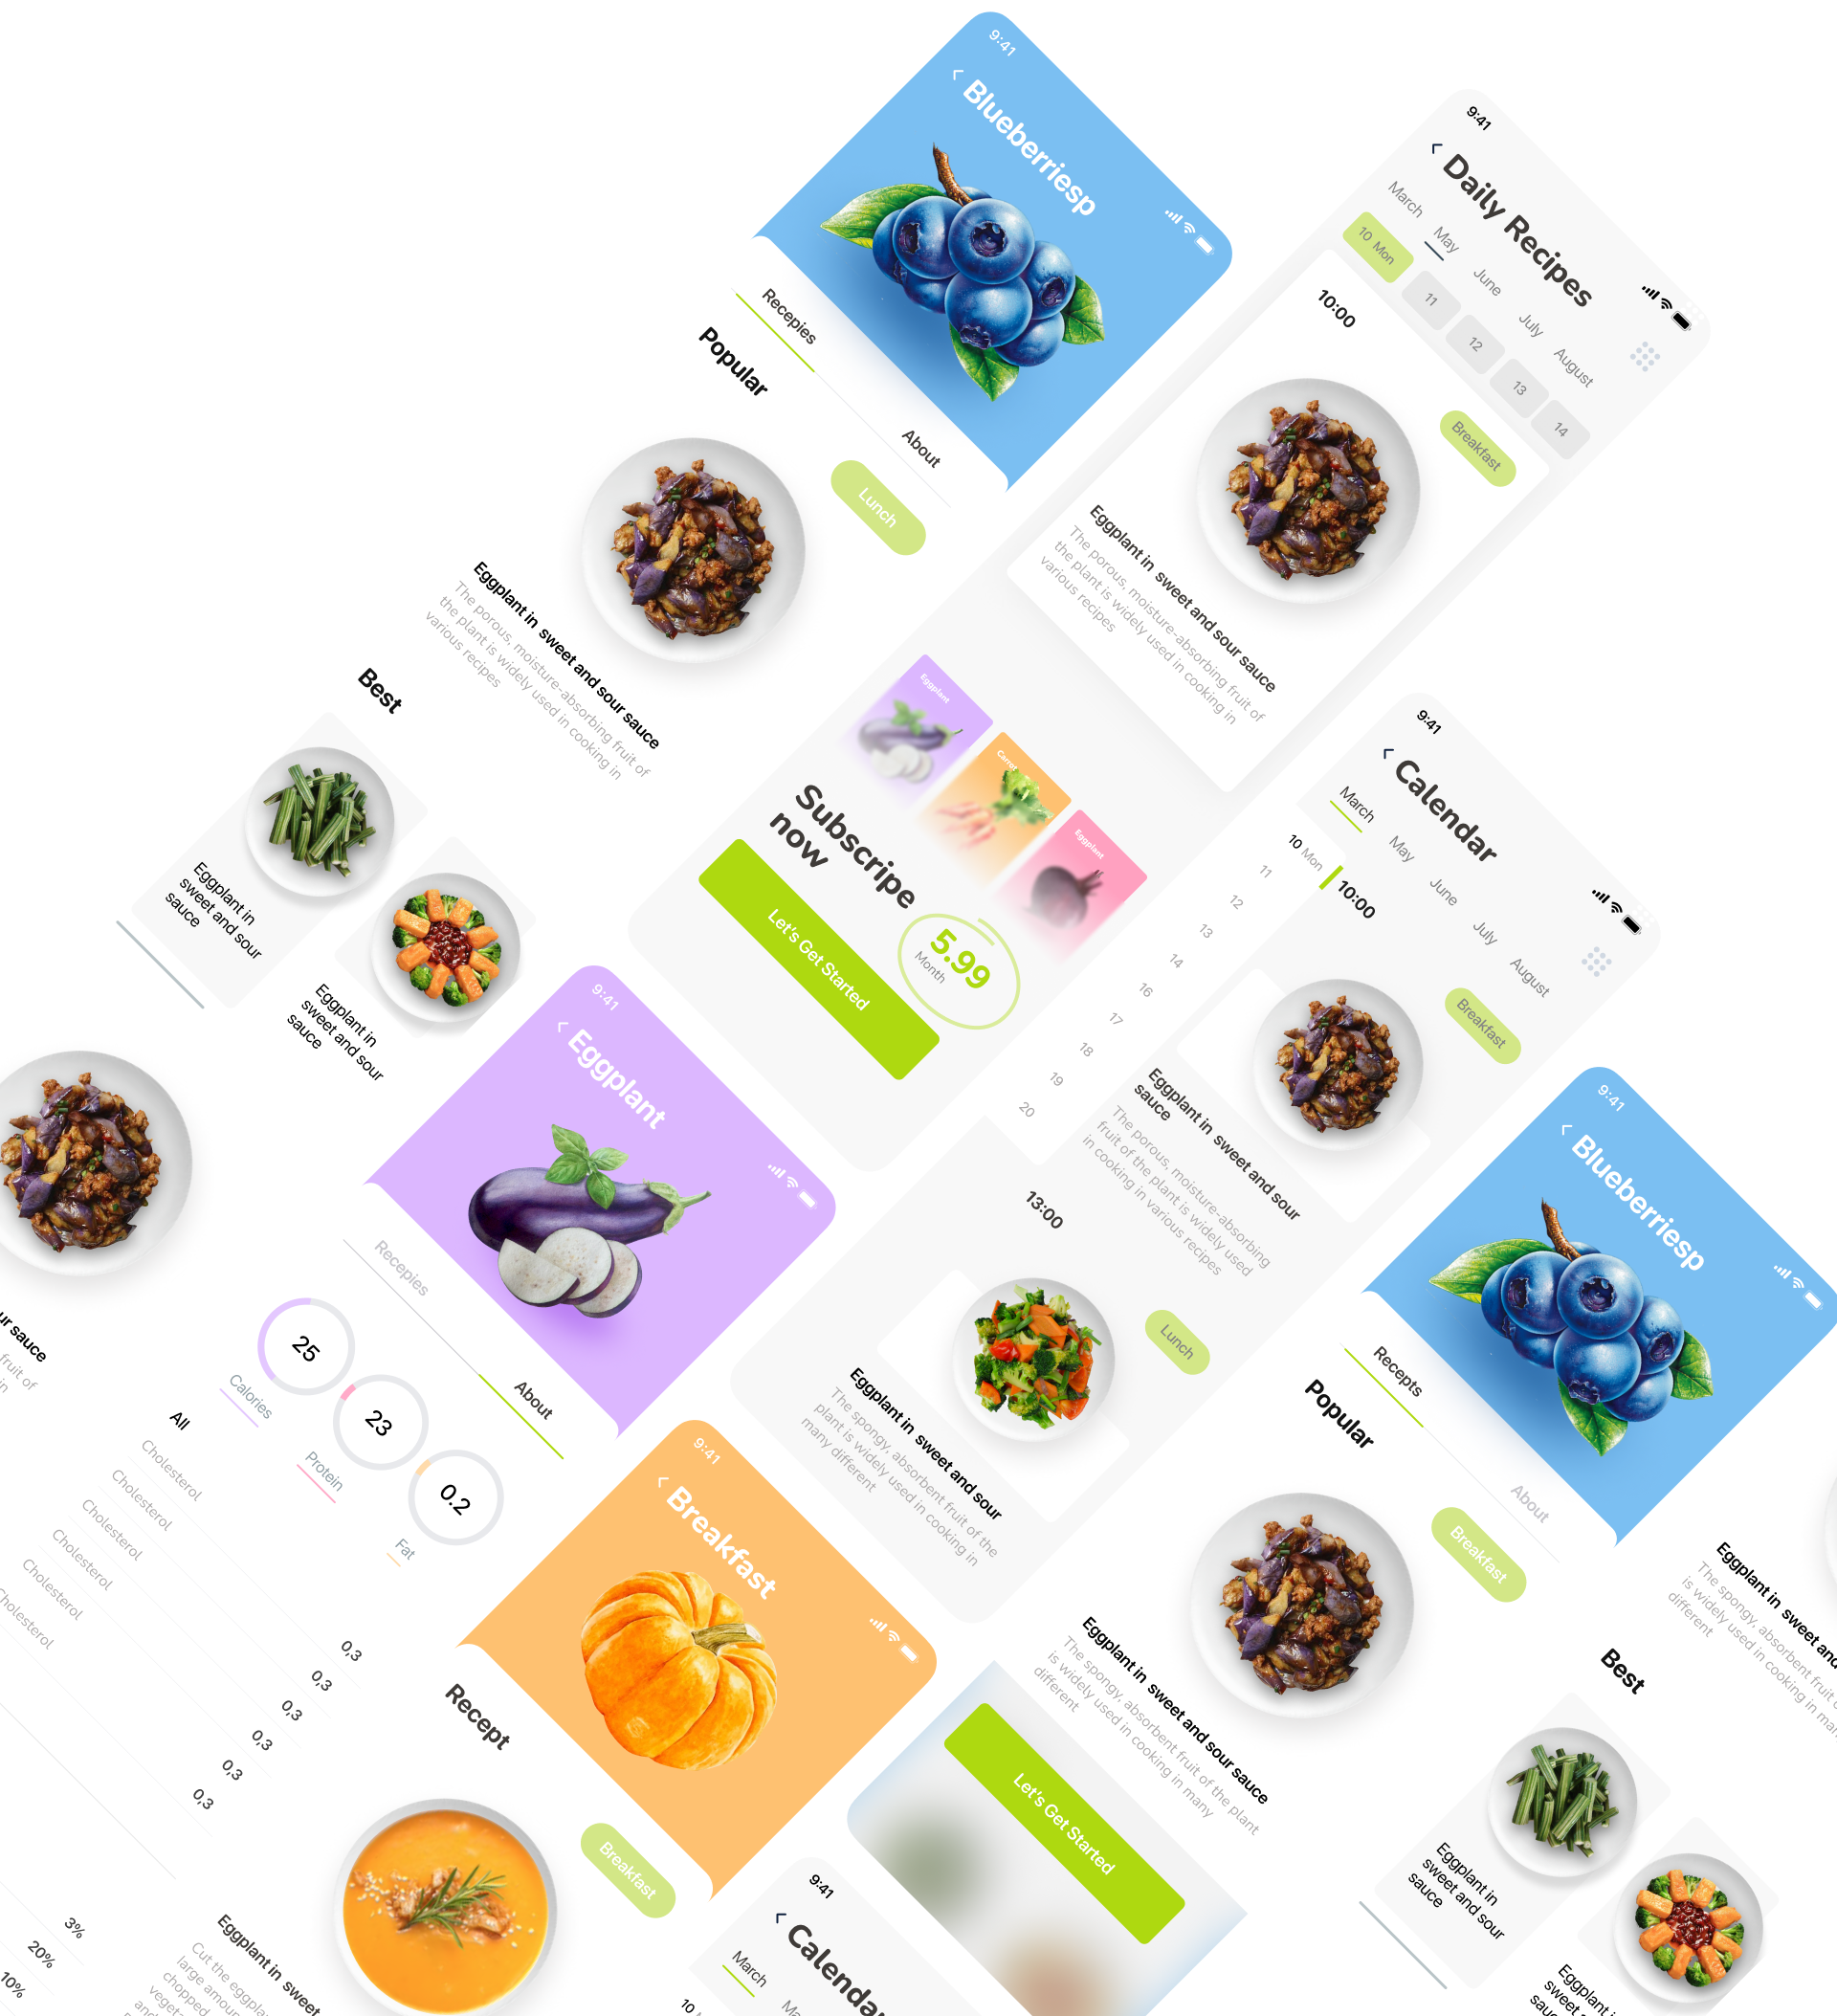 9:41
Blueberriesp
Recepies
About
Popular
Lunch
Eggplant in sweet and sour sauce
The porous, moisture-absorbing fruit of
the plant is widely used in cooking in
various recipes
Best
Eggplant in
sweet and sour
sauce
Eggplant in
sweet and sour
sauce
9:41
Daily Recipes
March
May
June
July
August
10 Mon
11
12
13
14
10:00
Breakfast
Eggplant in sweet and sour sauce
The porous, moisture-absorbing fruit of
the plant is widely used in cooking in
various recipes
Eggplant
Carrot
Eggplant
Subscripe
now
5.99
Month
Let's Get Started
9:41
Calendar
March
May
June
July
August
10 Mon
11
12
13
14
16
17
18
19
20
10:00
Breakfast
Eggplant in sweet and sour
sauce
The porous, moisture-absorbing
fruit of the plant is widely used
in cooking in various recipes
13:00
Lunch
Eggplant in sweet and sour
The spongy, absorbent fruit of the
plant is widely used in cooking in
many different
9:41
Eggplant
Recepies
About
25
Calories
23
Protein
0.2
Fat
All
Cholesterol
0,3
Cholesterol
0,3
Cholesterol
0,3
Cholesterol
0,3
Cholesterol
0,3
Cholesterol
0,3
3%
20%
10%
sauce
fruit of
9:41
Breakfast
Recept
Breakfast
Eggplant in sweet
Cut the
large
chopped
9:41
Blueberriesp
Recepts
About
Popular
Breakfast
Eggplant in sweet and sour sauce
The spongy, absorbent fruit of the plant
is widely used in cooking in many
different
Best
Eggplant in
sweet and sour
sauce
Eggplant in
sweet and
Let's Get Started
9:41
March
10
Eggplant in sweet and
The spongy, absorbent fruit
is widely used in cooking in
different